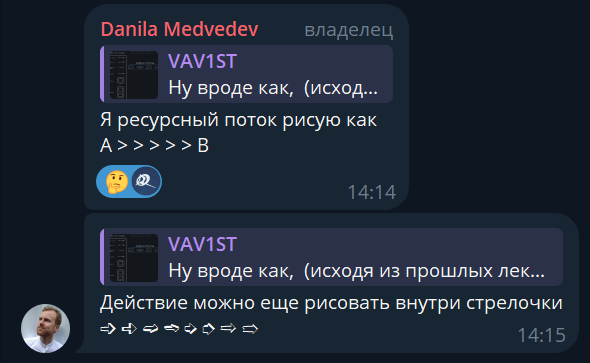 Danila Medvedev владелец
VAV1ST
Ну вроде как, (исход...
Я ресурсный поток рисую как
А > > > > > В
14:14
VAV1ST
Ну вроде как, (исходя из прошлых лек...
Действие можно еще рисовать внутри стрелочки
➩ ➪ ➫ ➬ ➭ ➮ ➯ ➱
14:15